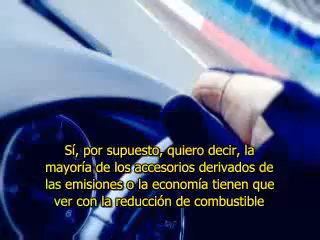 Sí, por supuesto, quiero decir, la
mayoría de los accesorios derivados de
las emisiones o la economía tienen que
ver con la reducción de combustible